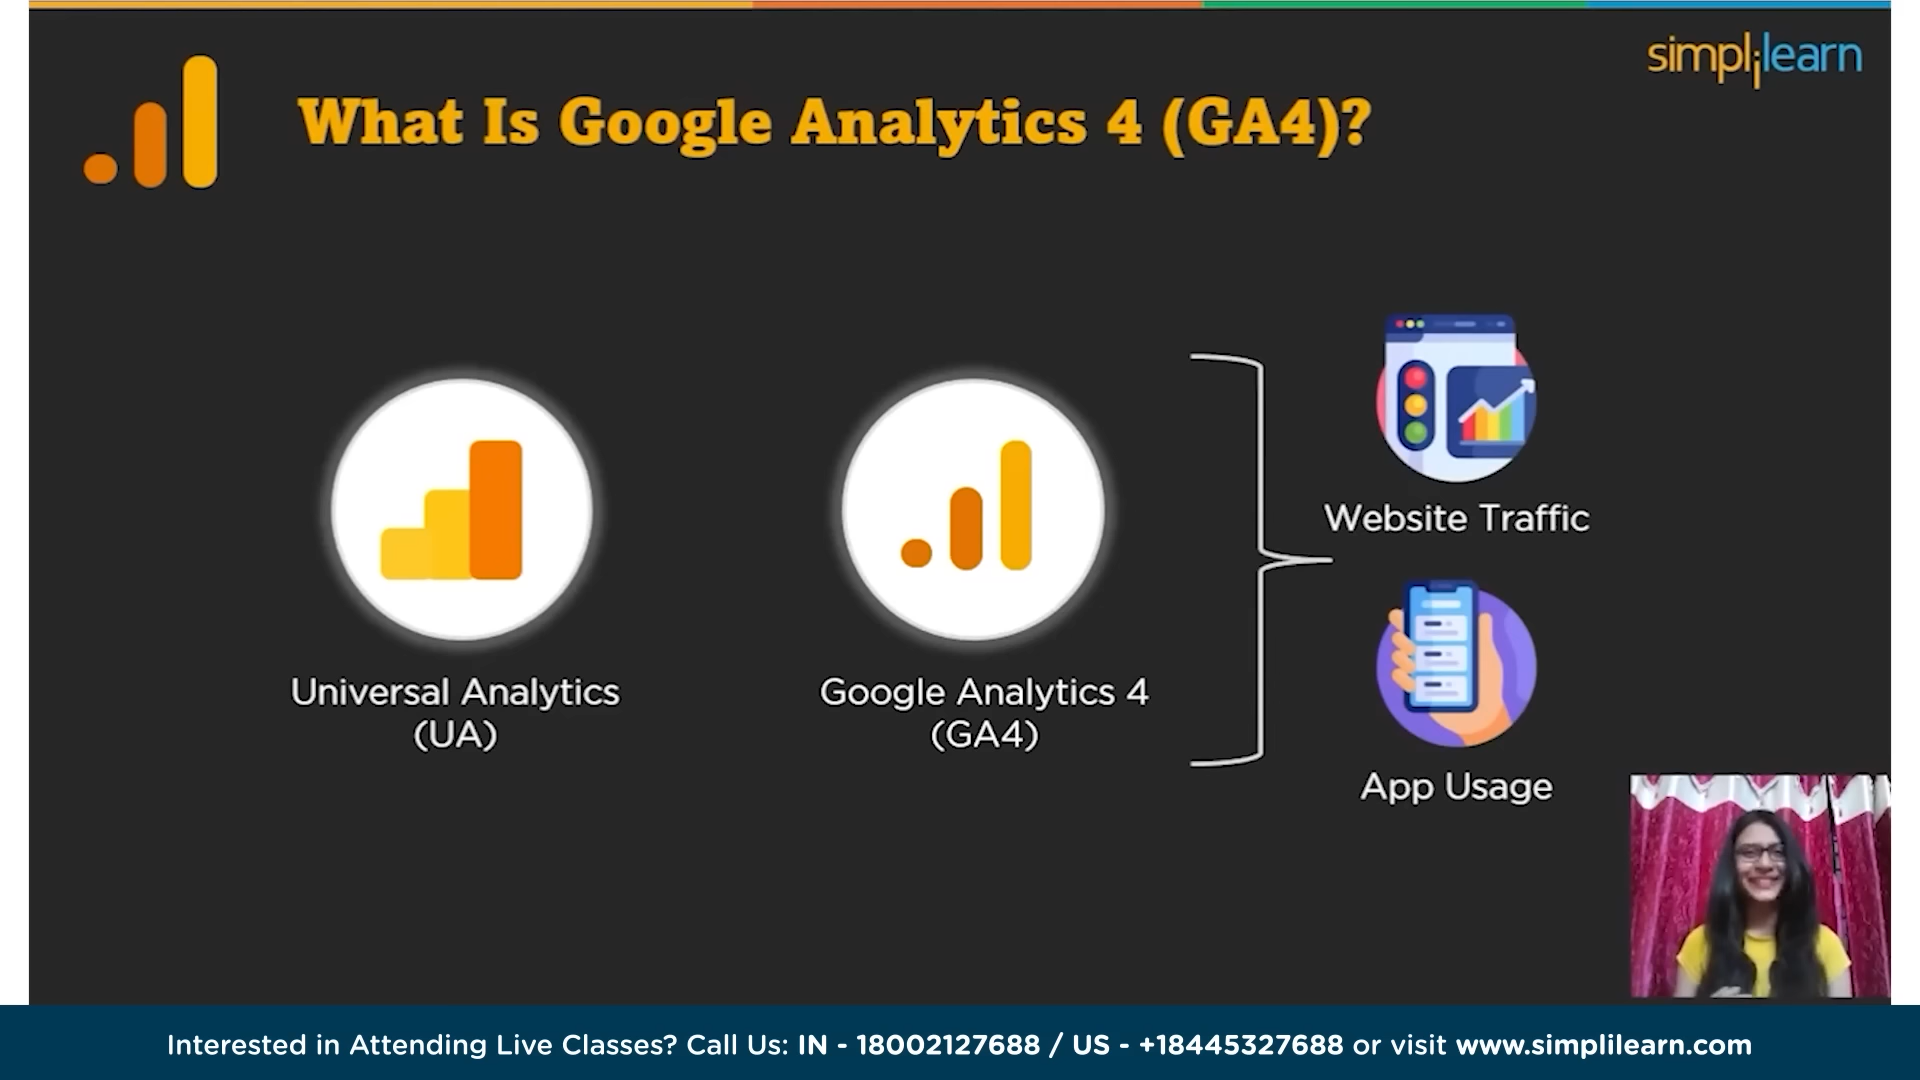 simplilearn
What Is Google Analytics 4 (GA4)?
Website Traffic
Universal Analytics
(UA)
Google Analytics 4
(GA4)
App Usage
Interested in Attending Live Classes? Call Us: IN - 18002127688 / US - +18445327688 or visit www.simplilearn.com